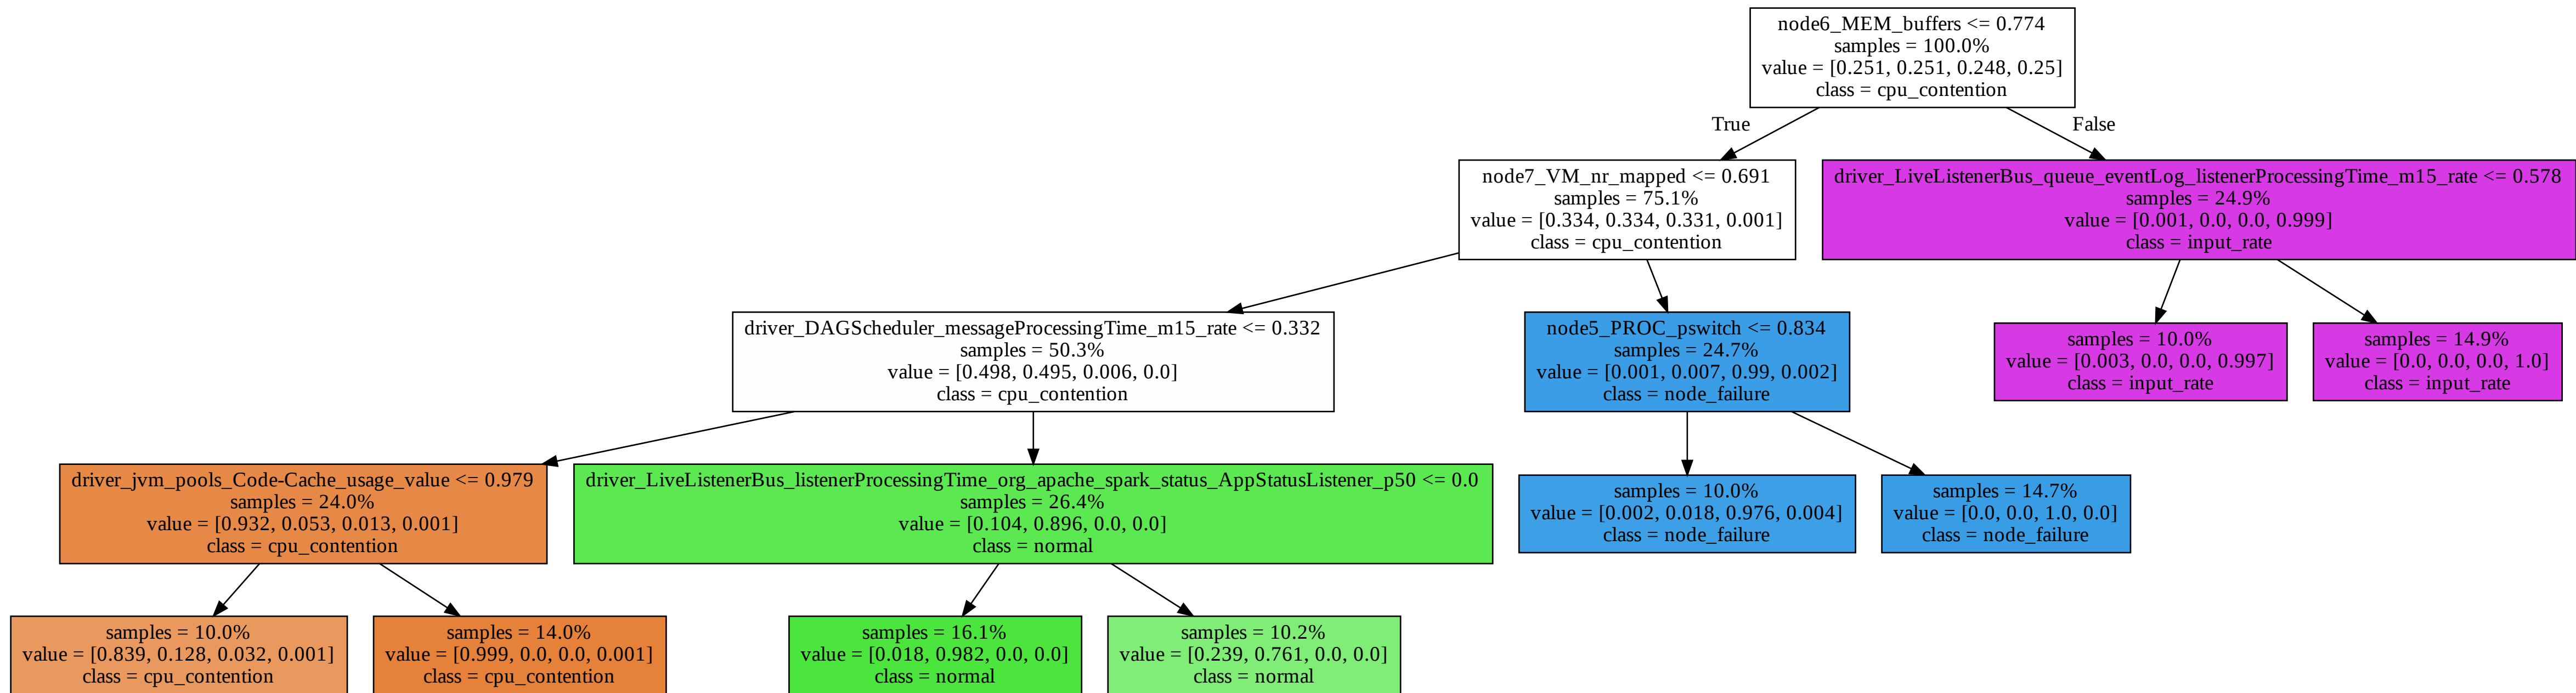 node6_MEM_buffers <= 0.774
samples = 100.0%
value = [0.251, 0.251, 0.248, 0.25]
class = cpu_contention
True
False
node7_VM_nr_mapped <= 0.691
samples = 75.1%
value = [0.334, 0.334, 0.331, 0.001]
class = cpu_contention
driver_LiveListenerBus_queue_eventLog_listenerProcessingTime_m15_rate <= 0.578
samples = 24.9%
value = [0.001, 0.0, 0.0, 0.999]
class = input_rate
driver_DAGScheduler_messageProcessingTime_m15_rate <= 0.332
samples = 50.3%
value = [0.498, 0.495, 0.006, 0.0]
class = cpu_contention
node5_PROC_pswitch <= 0.834
samples = 24.7%
value = [0.001, 0.007, 0.99, 0.002]
class = node_failure
samples = 10.0%
value = [0.003, 0.0, 0.0, 0.997]
class = input_rate
samples = 14.9%
value = [0.0, 0.0, 0.0, 1.0]
class = input_rate
driver_jvm_pools_Code-Cache_usage_value <= 0.979
samples = 24.0%
value = [0.932, 0.053, 0.013, 0.001]
class = cpu_contention
driver_LiveListenerBus_listenerProcessingTime_org_apache_spark_status_AppStatusListener_p50 <= 0.0
samples = 26.4%
value = [0.104, 0.896, 0.0, 0.0]
class = normal
samples = 10.0%
value = [0.002, 0.018, 0.976, 0.004]
class = node_failure
samples = 14.7%
value = [0.0, 0.0, 1.0, 0.0]
class = node_failure
samples = 10.0%
value = [0.839, 0.128, 0.032, 0.001]
class = cpu_contention
samples = 14.0%
value = [0.999, 0.0, 0.0, 0.001]
class = cpu_contention
samples = 16.1%
value = [0.018, 0.982, 0.0, 0.0]
class = normal
samples = 10.2%
value = [0.239, 0.761, 0.0, 0.0]
class = normal